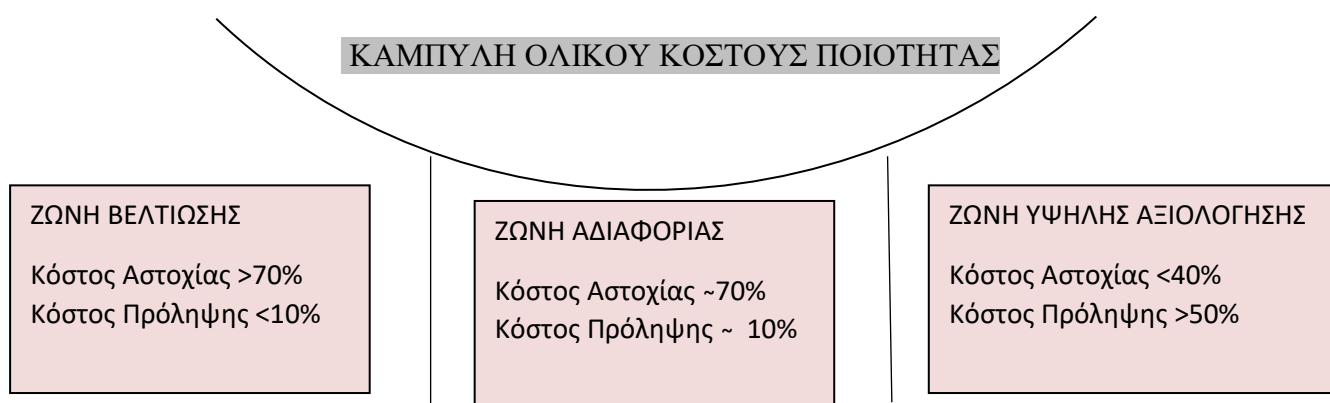 ΚΑΜΠΥΛΗ ΟΛΙΚΟΥ ΚΟΣΤΟΥΣ ΠΟΙΟΤΗΤΑΣ
ΖΩΝΗ ΒΕΛΤΙΩΣΗΣ
Κόστος Αστοχίας >70%
Κόστος Πρόληψης <10%
ΖΩΝΗ ΑΔΙΑΦΟΡΙΑΣ
Κόστος Αστοχίας ~70%
Κόστος Πρόληψης ~ 10%
ΖΩΝΗ ΥΨΗΛΗΣ ΑΞΙΟΛΟΓΗΣΗΣ
Κόστος Αστοχίας <40%
Κόστος Πρόληψης >50%